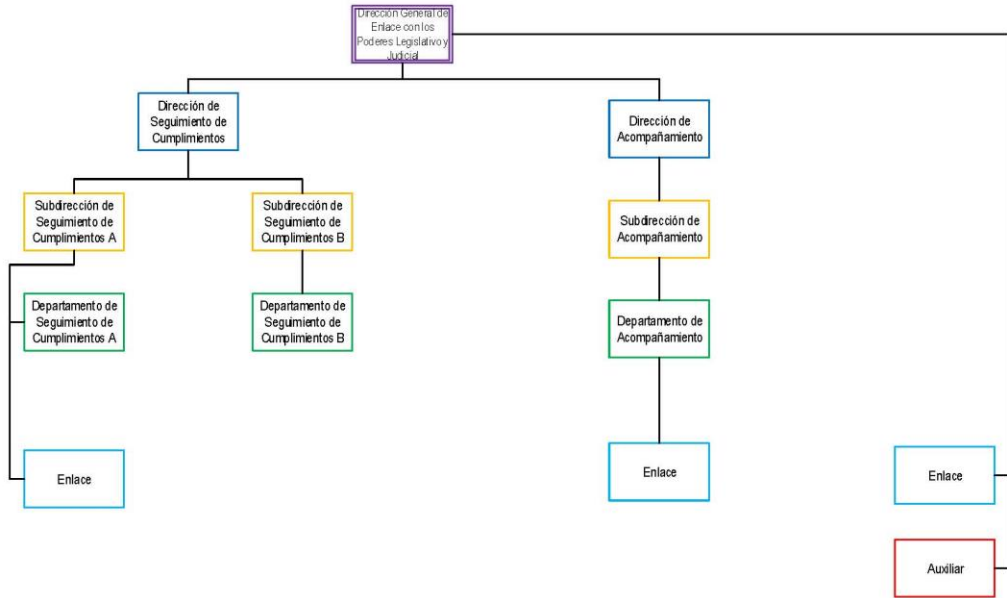 Dirección General de
Enlace con los
Poderes Legislativo y
Judicial
Dirección de
Seguimiento de
Cumplimientos
Dirección de
Acompañamiento
Subdirección de
Seguimiento de
Cumplimientos A
Subdirección de
Seguimiento de
Cumplimientos B
Subdirección de
Acompañamiento
Departamento de
Seguimiento de
Cumplimientos A
Departamento de
Seguimiento de
Cumplimientos B
Departamento de
Acompañamiento
Enlace
Enlace
Enlace
Auxiliar